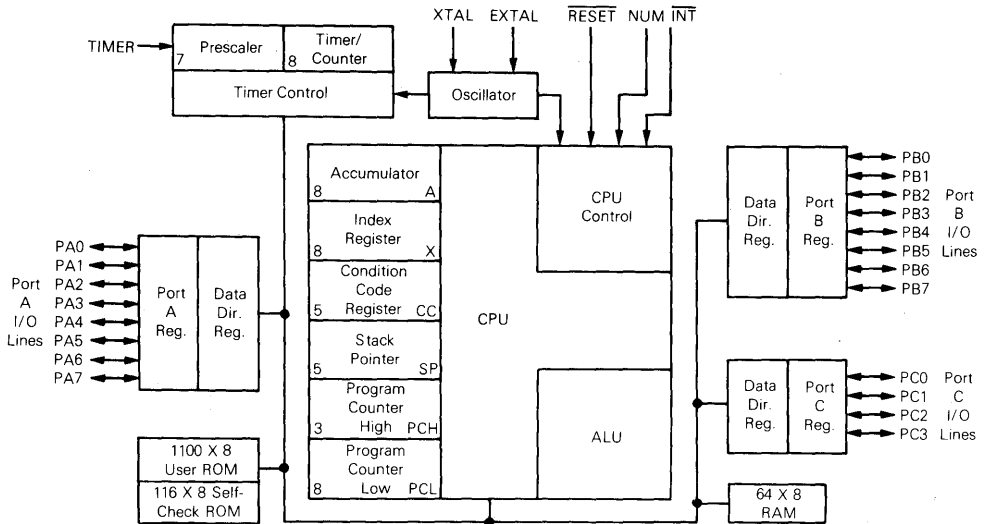 XTAL EXTAL RESET NUM INT
TIMER
7 Prescaler
8 Timer/
Counter
Timer Control
Oscillator
8 Accumulator A
Index
8 Register X
Condition
Code
5 Register CC
Stack
5 Pointer SP
Program
Counter
3 High PCH
Program
Counter
8 Low PCL
CPU
CPU
Control
ALU
Port
A
I/O
Lines
PA0
PA1
PA2
PA3
PA4
PA5
PA6
PA7
Port
A
Reg.
Data
Dir.
Reg.
1100 X 8
User ROM
116 X 8 Self-
Check ROM
Data
Dir.
Reg.
Port
B
Reg.
PB0
PB1
PB2 Port
PB3 B
PB4 I/O
PB5 Lines
PB6
PB7
Data
Dir.
Reg.
Port
C
Reg.
PC0 Port
PC1 C
PC2 I/O
PC3 Lines
64 X 8
RAM